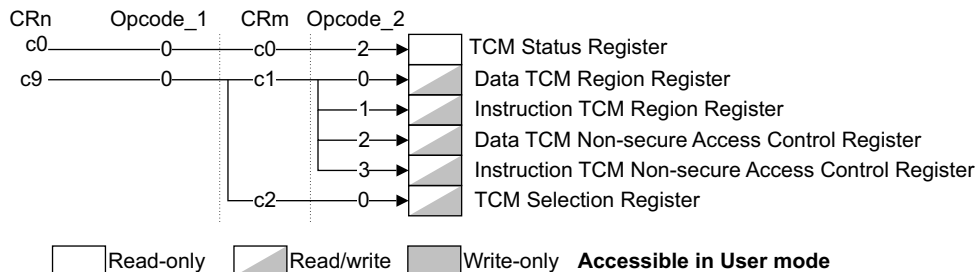 CRn Opcode_1 CRm Opcode_2
c0 0 c0 2 TCM Status Register
c9 0 c1 0 Data TCM Region Register
1 Instruction TCM Region Register
2 Data TCM Non-secure Access Control Register
3 Instruction TCM Non-secure Access Control Register
c2 0 TCM Selection Register
Read-only Read/write Write-only Accessible in User mode